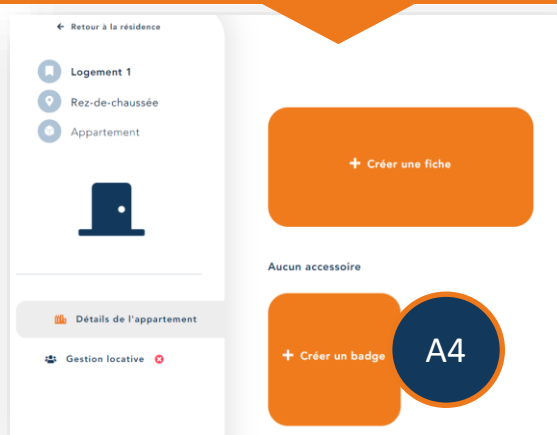 ← Retour à la résidence
Logement 1
Rez-de-chaussée
Appartement
Détails de l'appartement
Gestion locative
+ Créer une fiche
Aucun accessoire
+ Créer un badge
A4